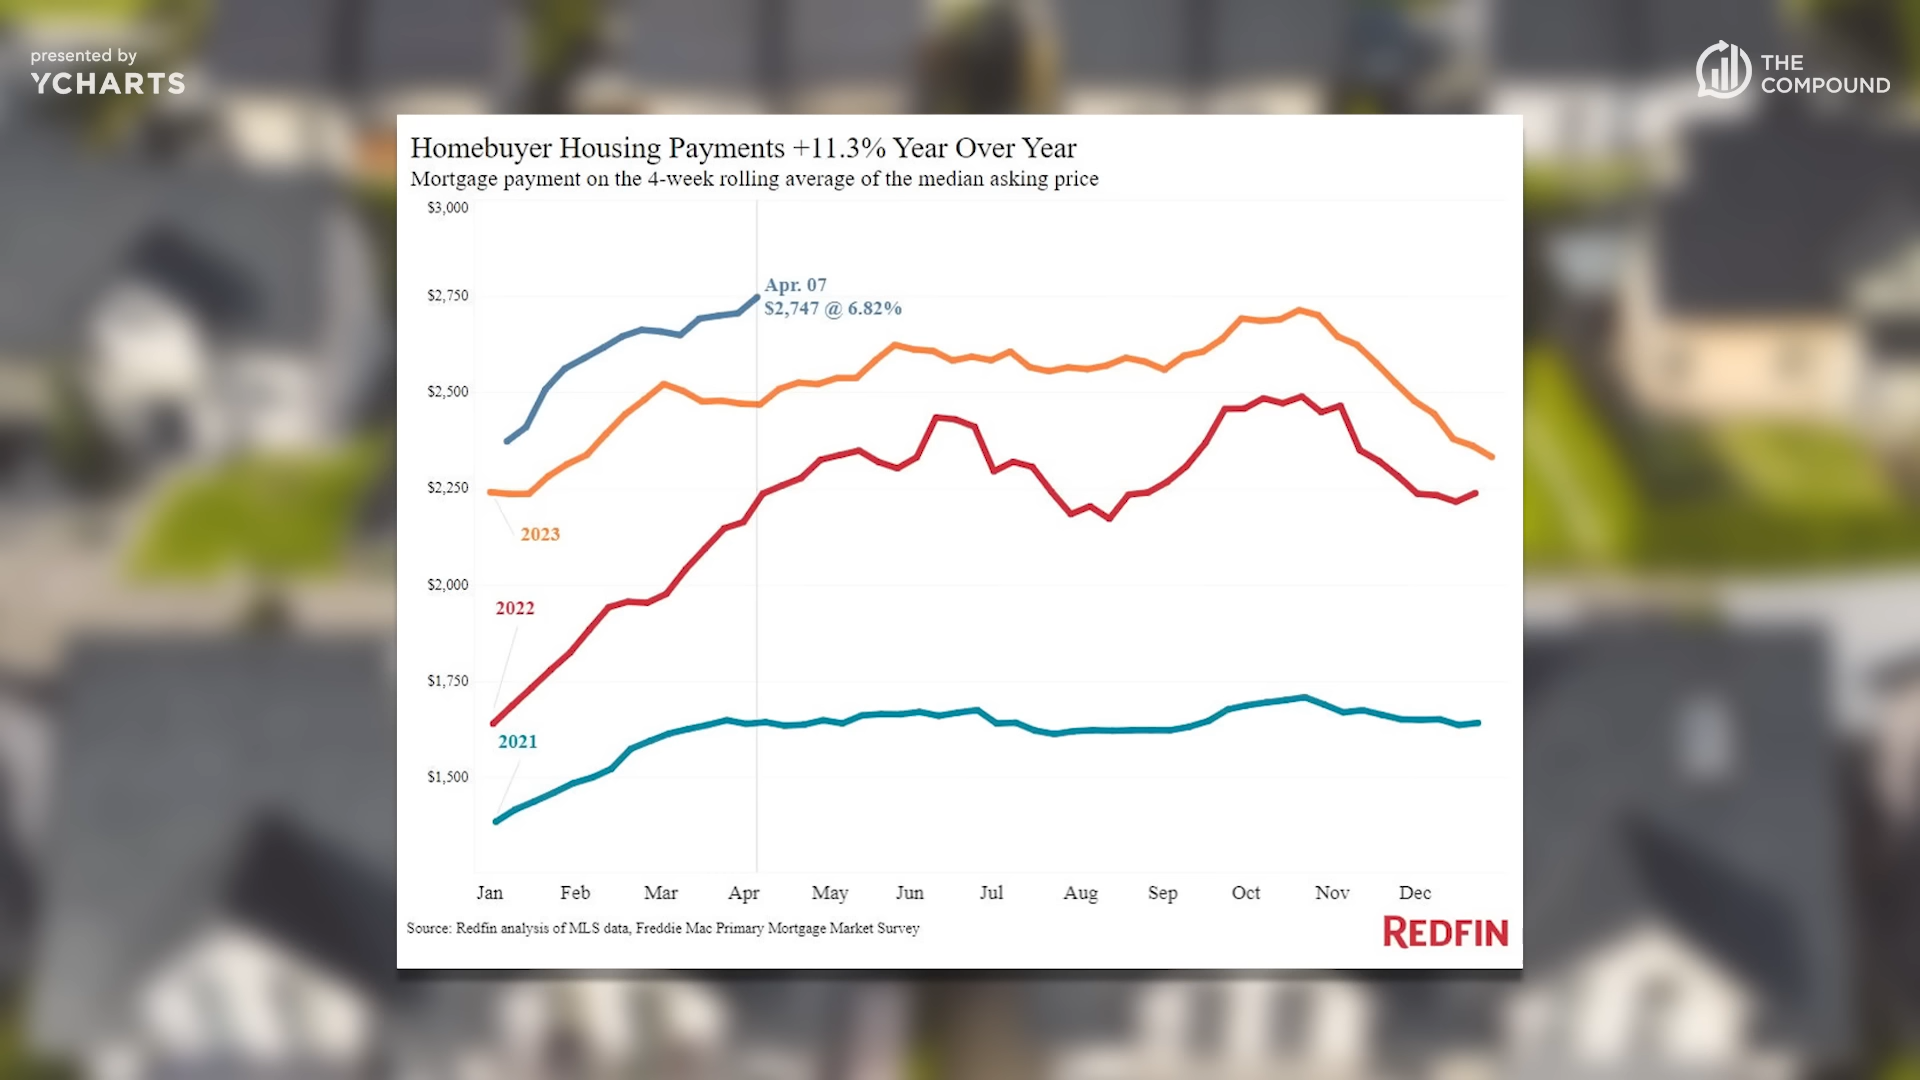 presented by
YCHARTS
THE
COMPOUND
Homebuyer Housing Payments +11.3% Year Over Year
Mortgage payment on the 4-week rolling average of the median asking price
$3,000
$2,750
$2,500
$2,250
$2,000
$1,750
$1,500
Apr. 07
$2,747 @ 6.82%
2023
2022
2021
Jan Feb Mar Apr May Jun Jul Aug Sep Oct Nov Dec
Source: Redfin analysis of MLS data, Freddie Mac Primary Mortgage Market Survey
REDFIN